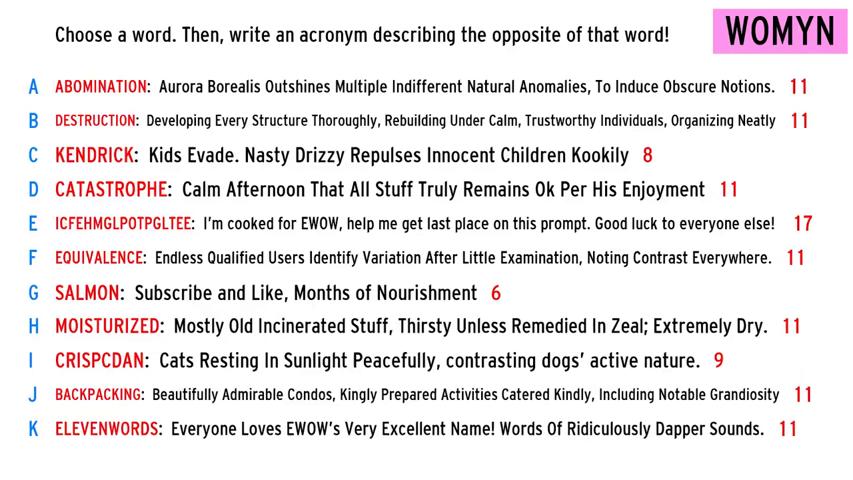 Choose a word. Then, write an acronym describing the opposite of that word!
WOMYN
A ABOMINATION: Aurora Borealis Outshines Multiple Indifferent Natural Anomalies, To Induce Obscure Notions. 11
B DESTRUCTION: Developing Every Structure Thoroughly, Rebuilding Under Calm, Trustworthy Individuals, Organizing Neatly 11
C KENDRICK: Kids Evade. Nasty Drizzy Repulses Innocent Children Kookily 8
D CATASTROPHE: Calm Afternoon That All Stuff Truly Remains Ok Per His Enjoyment 11
E ICFEHMGLPOTPGLTEE: I'm cooked for EWOW, help me get last place on this prompt. Good luck to everyone else! 17
F EQUIVALENCE: Endless Qualified Users Identify Variation After Little Examination, Noting Contrast Everywhere. 11
G SALMON: Subscribe and Like, Months of Nourishment 6
H MOISTURIZED: Mostly Old Incinerated Stuff, Thirsty Unless Remedied In Zeal; Extremely Dry. 11
I CRISPCDAN: Cats Resting In Sunlight Peacefully, contrasting dogs' active nature. 9
J BACKPACKING: Beautifully Admirable Condos, Kingly Prepared Activities Catered Kindly, Including Notable Grandiosity 11
K ELEVENWORDS: Everyone Loves EWOW's Very Excellent Name! Words Of Ridiculously Dapper Sounds. 11